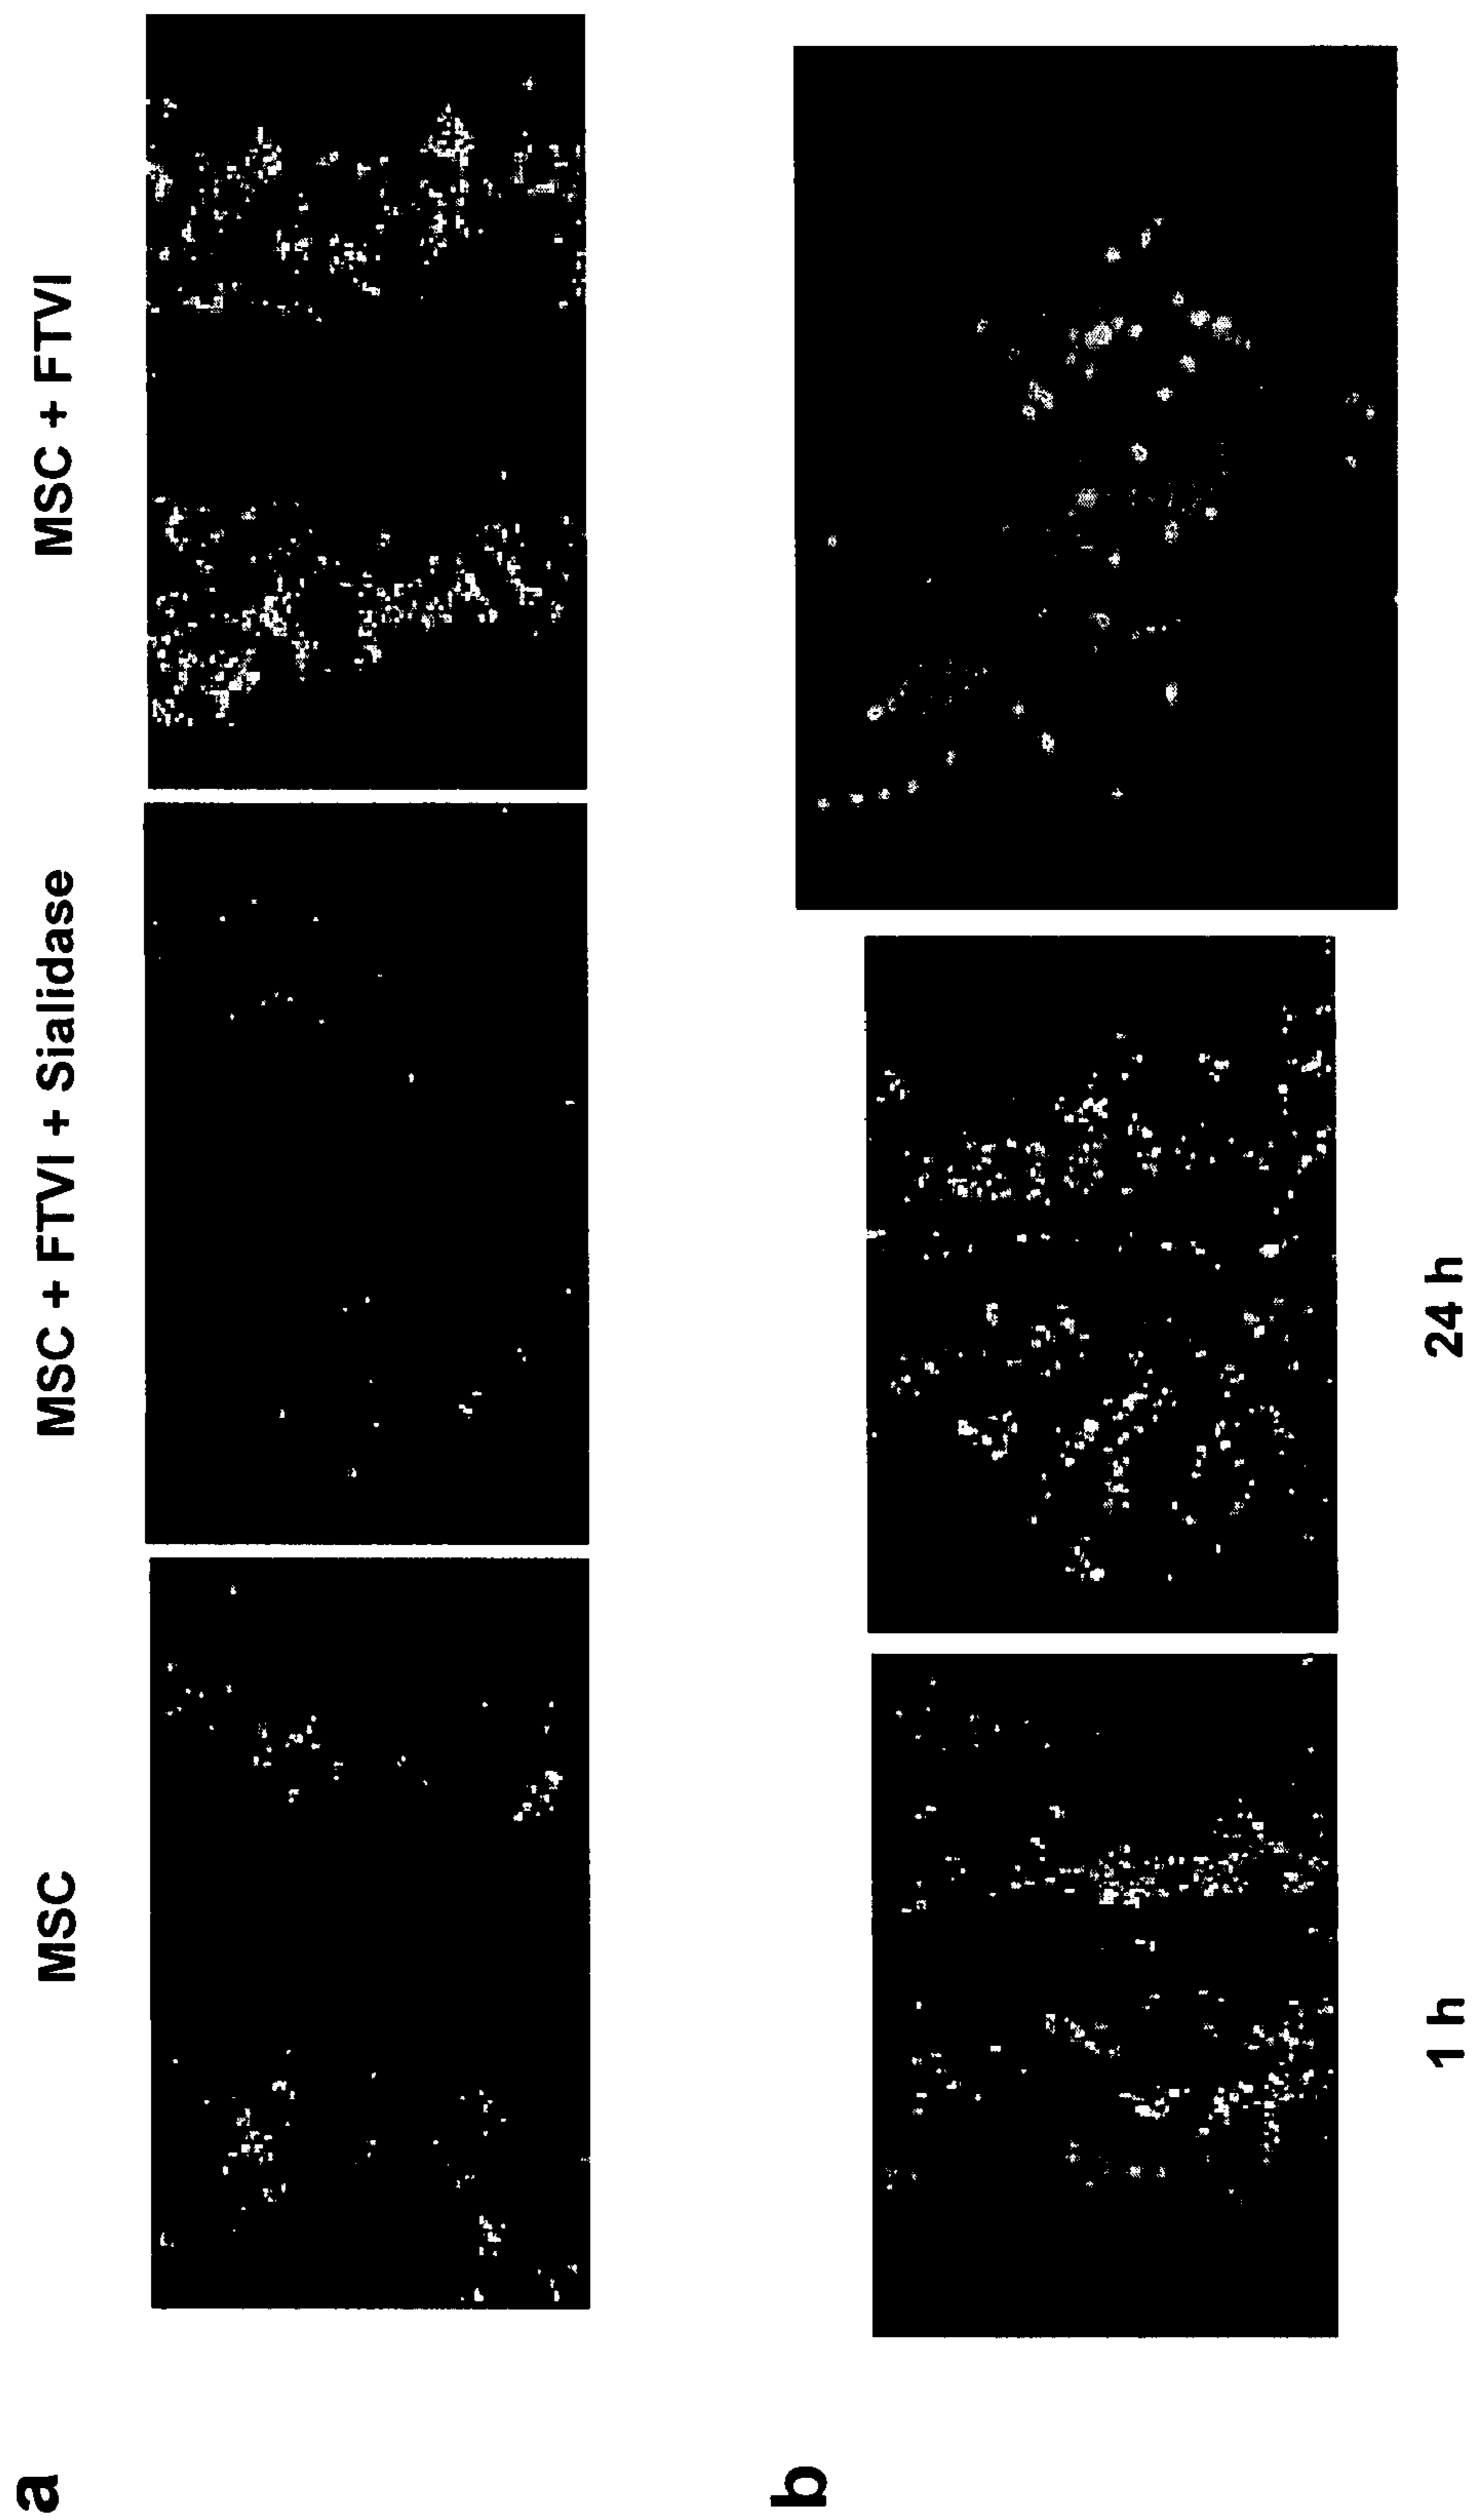 a
MSC
MSC + FTVI + Sialidase
MSC + FTVI
b
1 h
24 h